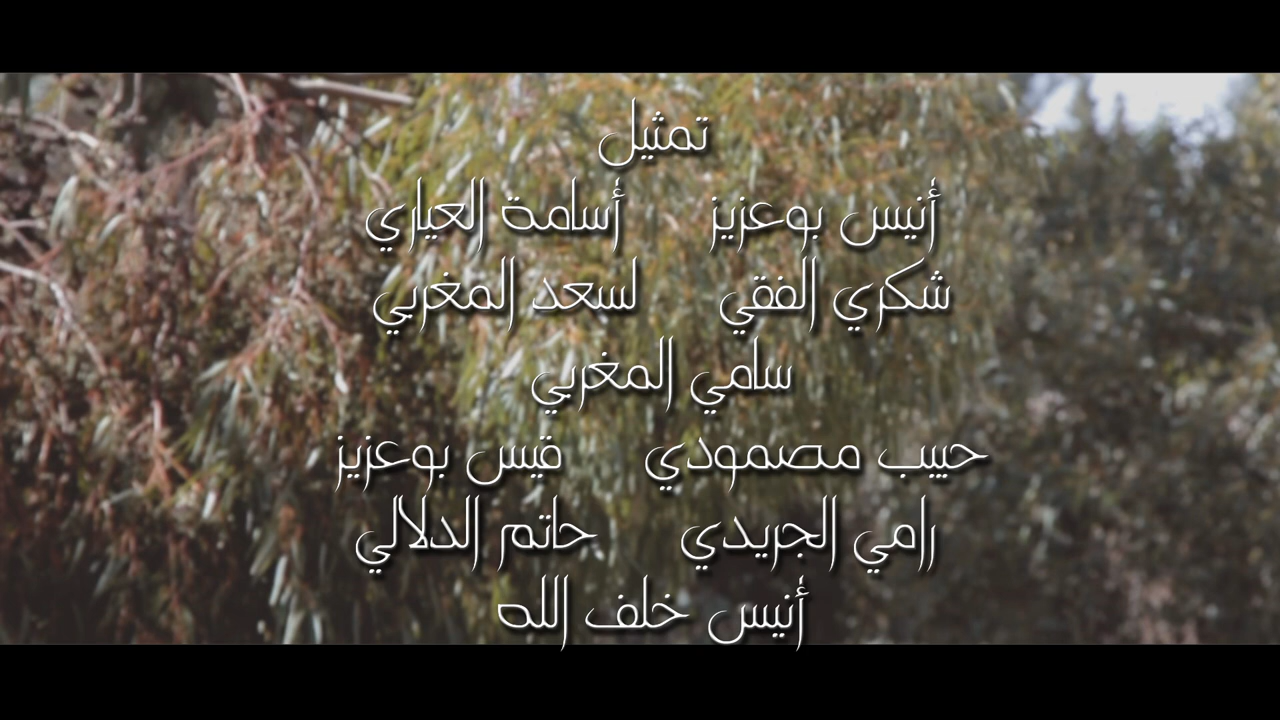 تمثيل
أنيس بوعزيز أسامة العياري
شكري الفقي لسعد المغربي
سامي المغربي
حبيب مصمودي قيس بوعزيز
رامي الجريدي حاتم الدلالي
أنيس خلف الله